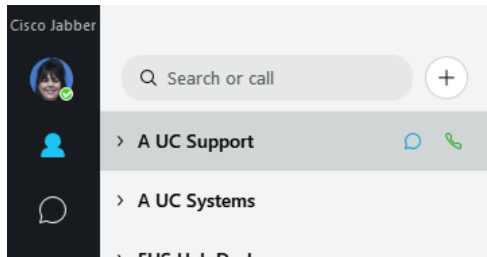 Cisco Jabber
Search or call
A UC Support
A UC Systems